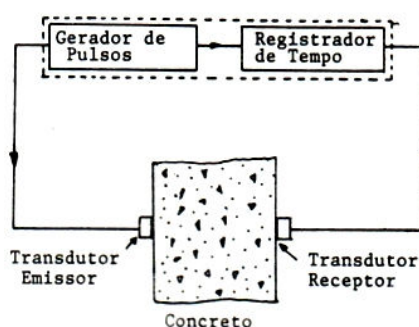 Gerador de
Pulsos
Registrador
de Tempo
Transdutor
Emissor
Transdutor
Receptor
Concreto